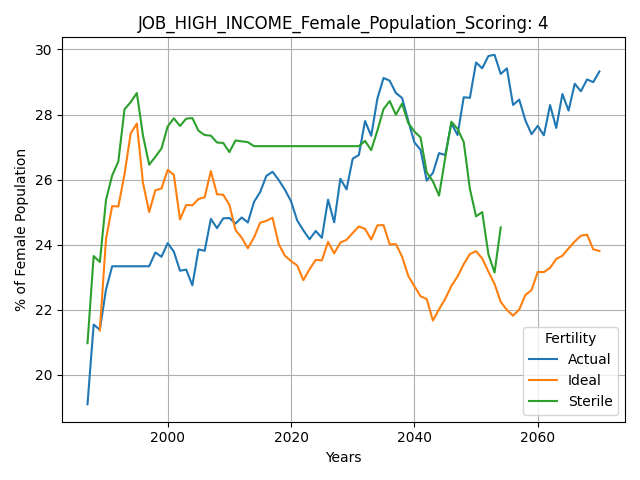 JOB_HIGH_INCOME_Female_Population_Scoring: 4
% of Female Population
30
28
26
24
22
20
2000 2020 2040 2060
Years
Fertility
Actual
Ideal
Sterile